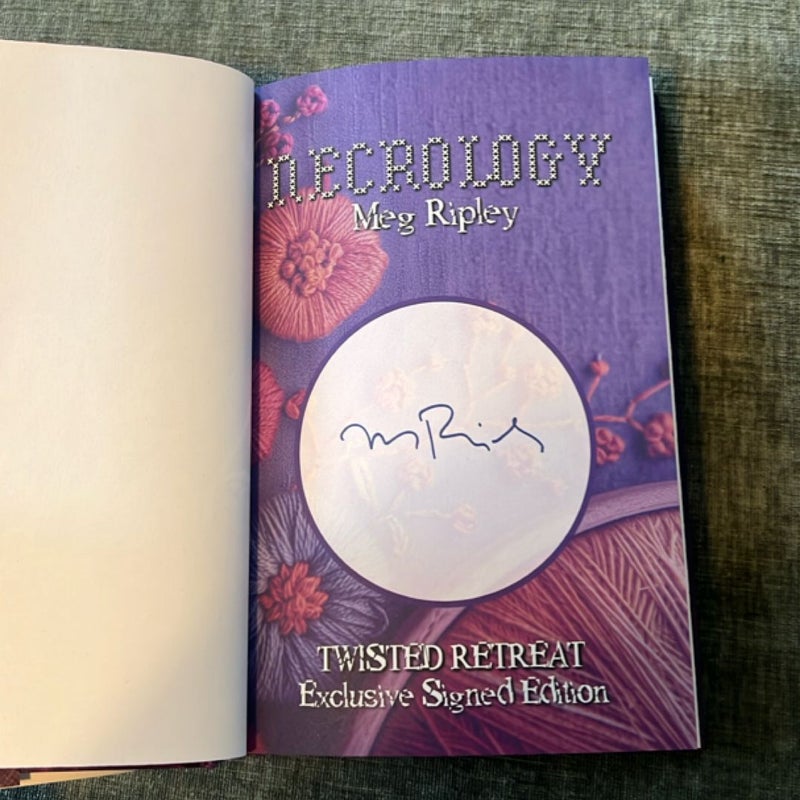 NECROLOGY
Meg Ripley
TWISTED RETREAT
Exclusive Signed Edition